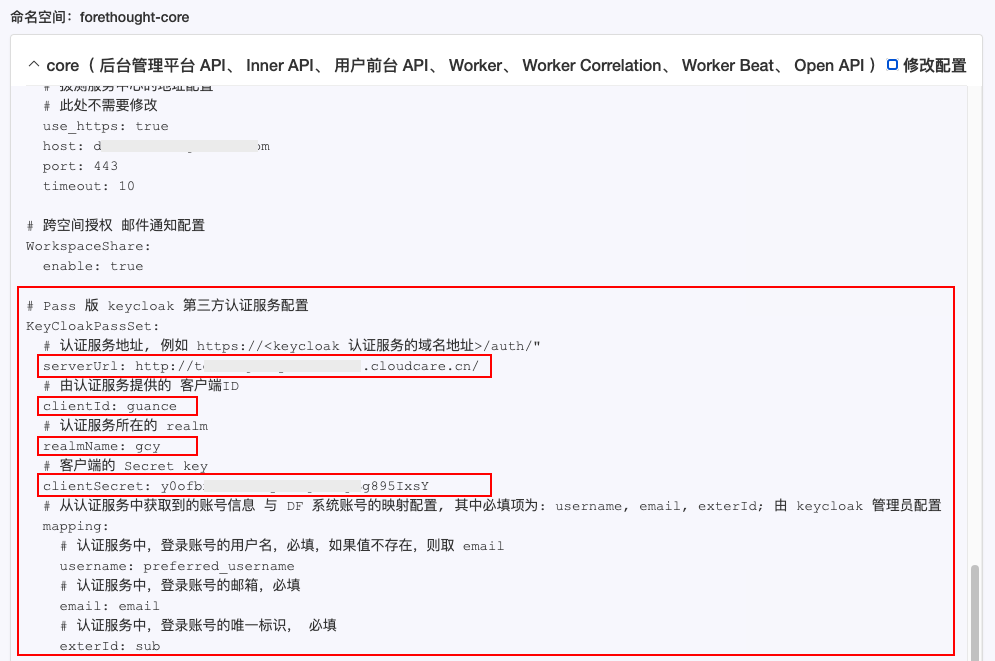 命名空间：forethought-core
core（ 后台管理平台 API、 Inner API、 用户前台 API、 Worker、 Worker Correlation、 Worker Beat、 Open API ） 修改配置
# 拨测服务中心的地址配置
# 此处不需要修改
use_https: true
host: d om
port: 443
timeout: 10
# 跨空间授权 邮件通知配置
WorkspaceShare:
enable: true
# Pass 版 keycloak 第三方认证服务配置
KeyCloakPassSet:
# 认证服务地址, 例如 https://<keycloak 认证服务的域名地址>/auth/"
serverUrl: http://t .cloudcare.cn/
# 由认证服务提供的 客户端ID
clientId: guance
# 认证服务所在的 realm
realmName: gcy
# 客户端的 Secret key
clientSecret: y0ofb g895IxsY
# 从认证服务中获取到的账号信息 与 DF 系统账号的映射配置, 其中必填项为: username, email, exterId; 由 keycloak 管理员配置
mapping:
# 认证服务中，登录账号的用户名，必填，如果值不存在，则取 email
username: preferred_username
# 认证服务中，登录账号的邮箱，必填
email: email
# 认证服务中，登录账号的唯一标识， 必填
exterId: sub